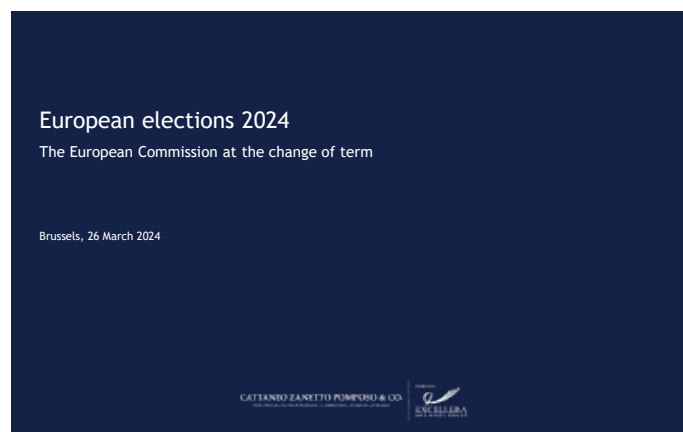 European elections 2024
The European Commission at the change of term
Brussels, 26 March 2024
CATTANEO ZANETTO POMPOSO & CO.
EXCELLERA